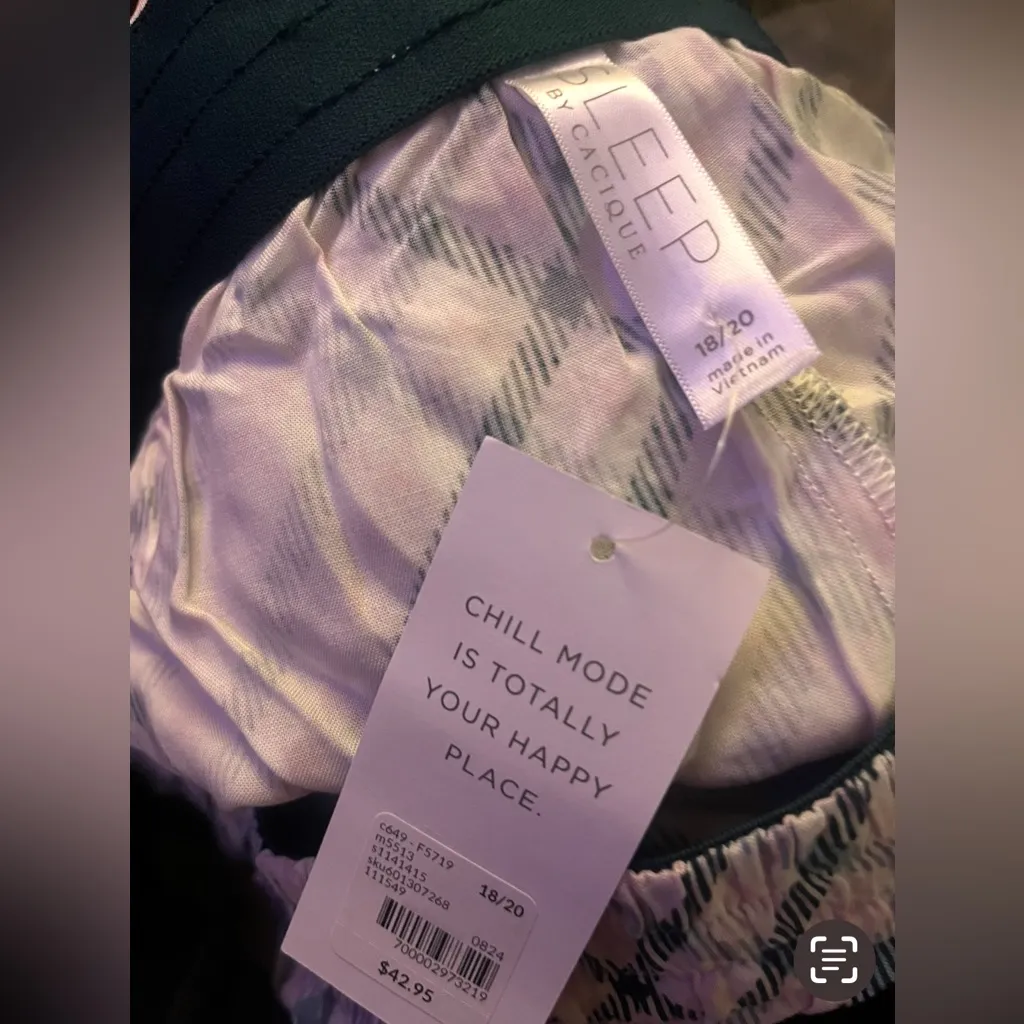 SLEEP
BY CACIQUE
18/20
made in
Vietnam
CHILL MODE
IS TOTALLY
YOUR HAPPY
PLACE.
c649 - F5719
m5513
s1141415
sku601307268
111549
18/20
0824
700002973219
$42.95